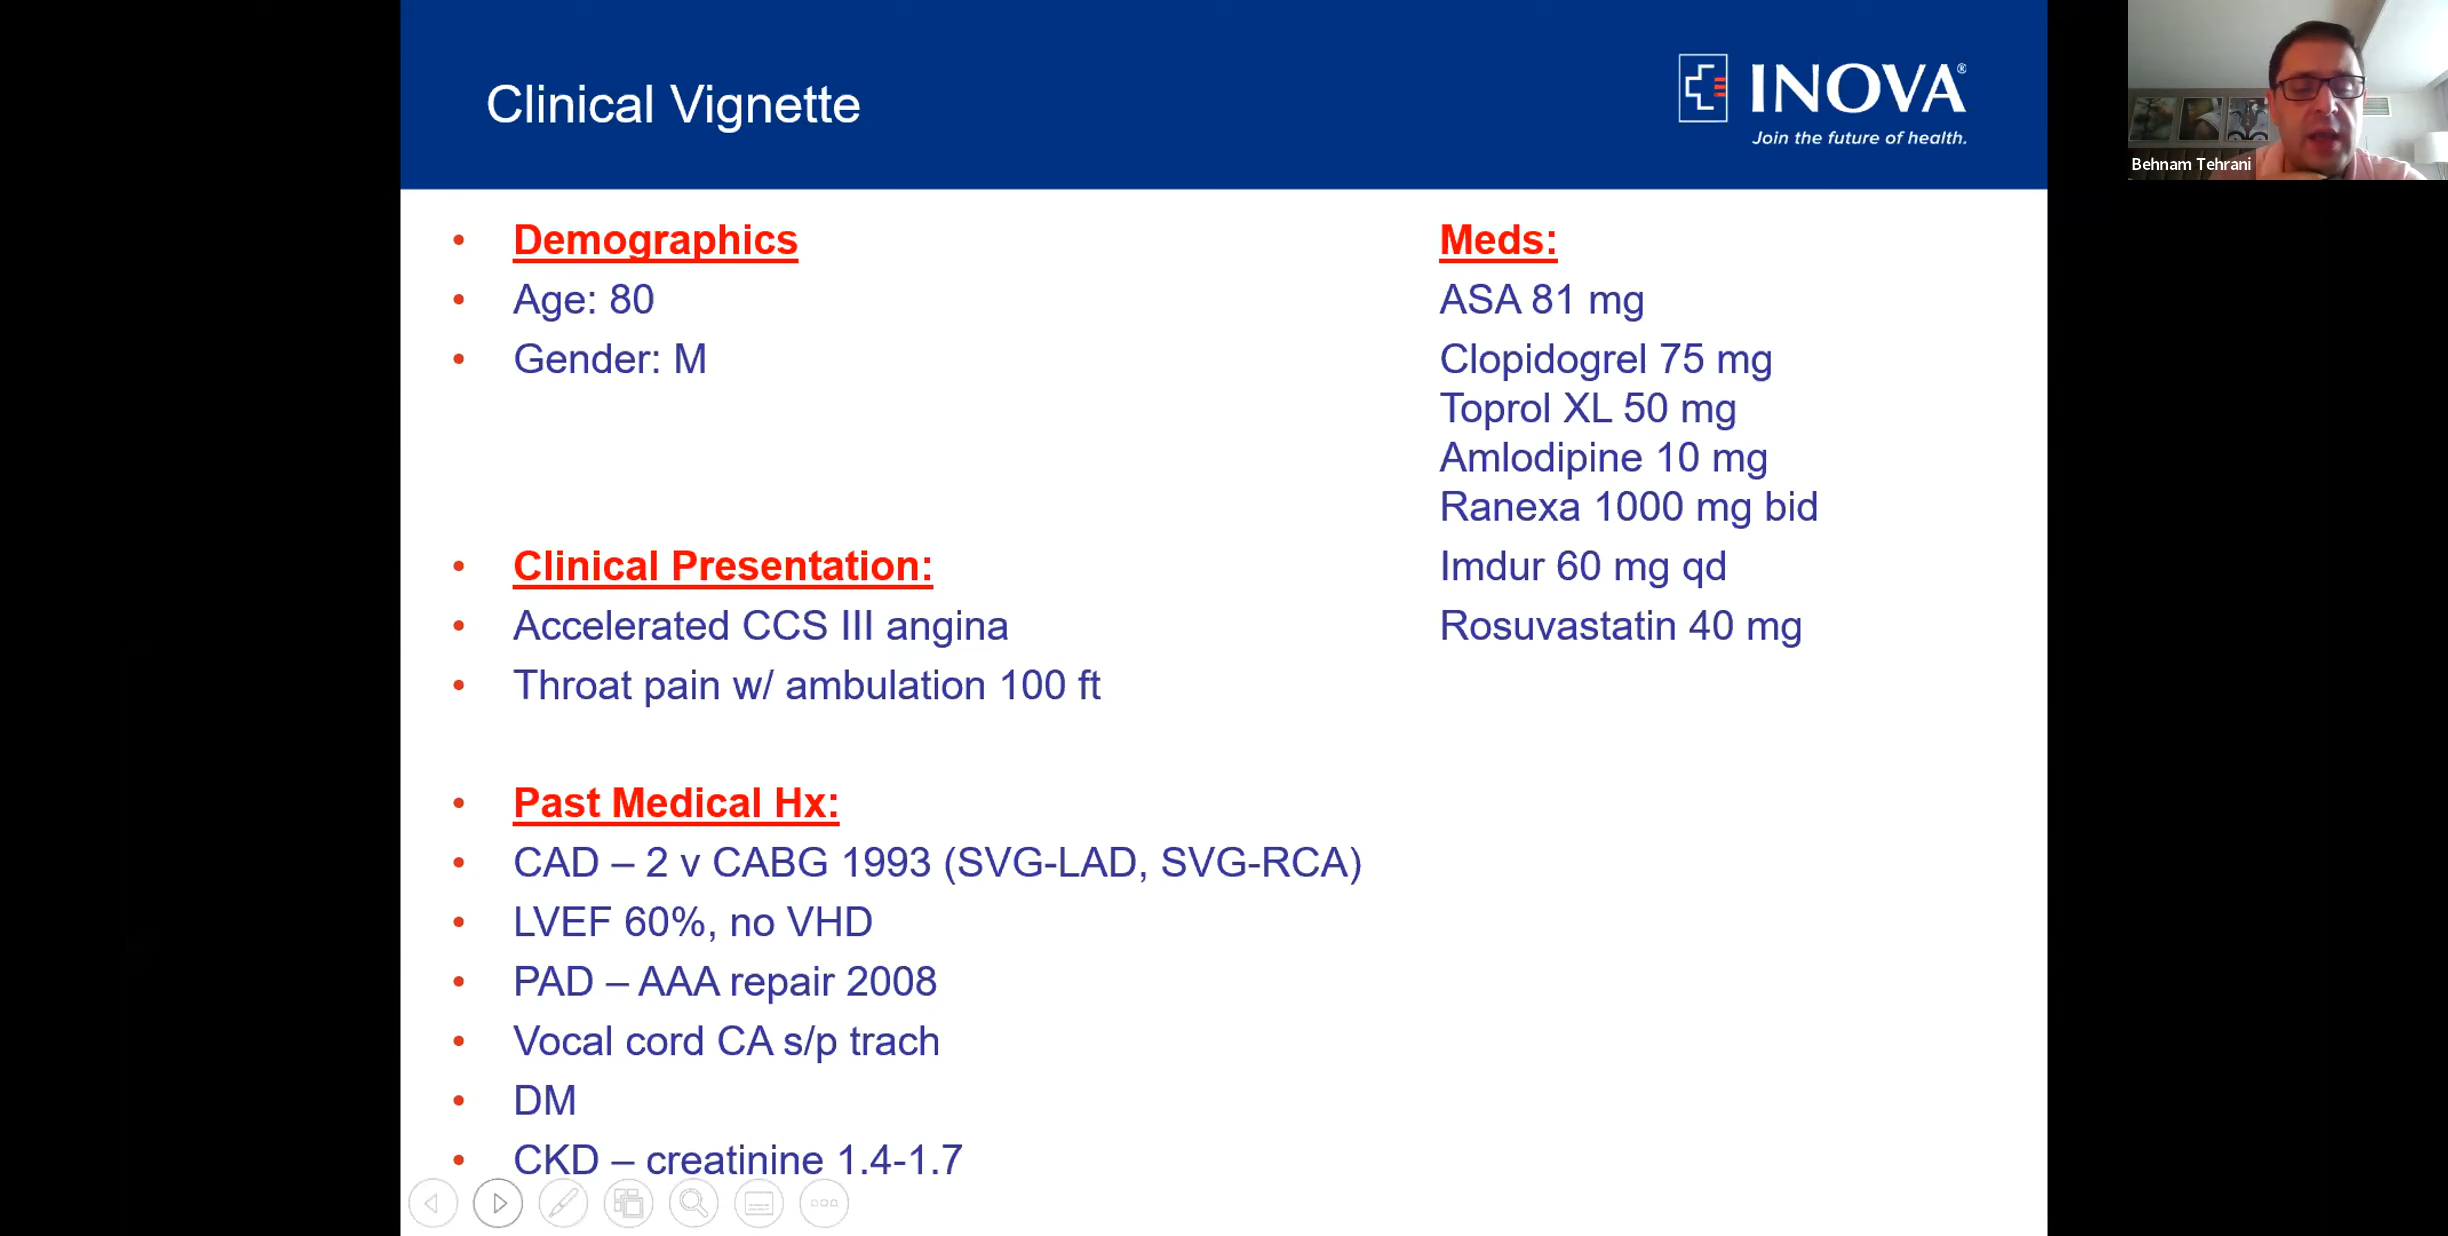 Clinical Vignette
INOVA®
Join the future of health.
Behnam Tehrani
• Demographics
• Age: 80
• Gender: M
• Clinical Presentation:
• Accelerated CCS III angina
• Throat pain w/ ambulation 100 ft
• Past Medical Hx:
• CAD – 2 v CABG 1993 (SVG-LAD, SVG-RCA)
• LVEF 60%, no VHD
• PAD – AAA repair 2008
• Vocal cord CA s/p trach
• DM
• CKD – creatinine 1.4-1.7
Meds:
ASA 81 mg
Clopidogrel 75 mg
Toprol XL 50 mg
Amlodipine 10 mg
Ranexa 1000 mg bid
Imdur 60 mg qd
Rosuvastatin 40 mg